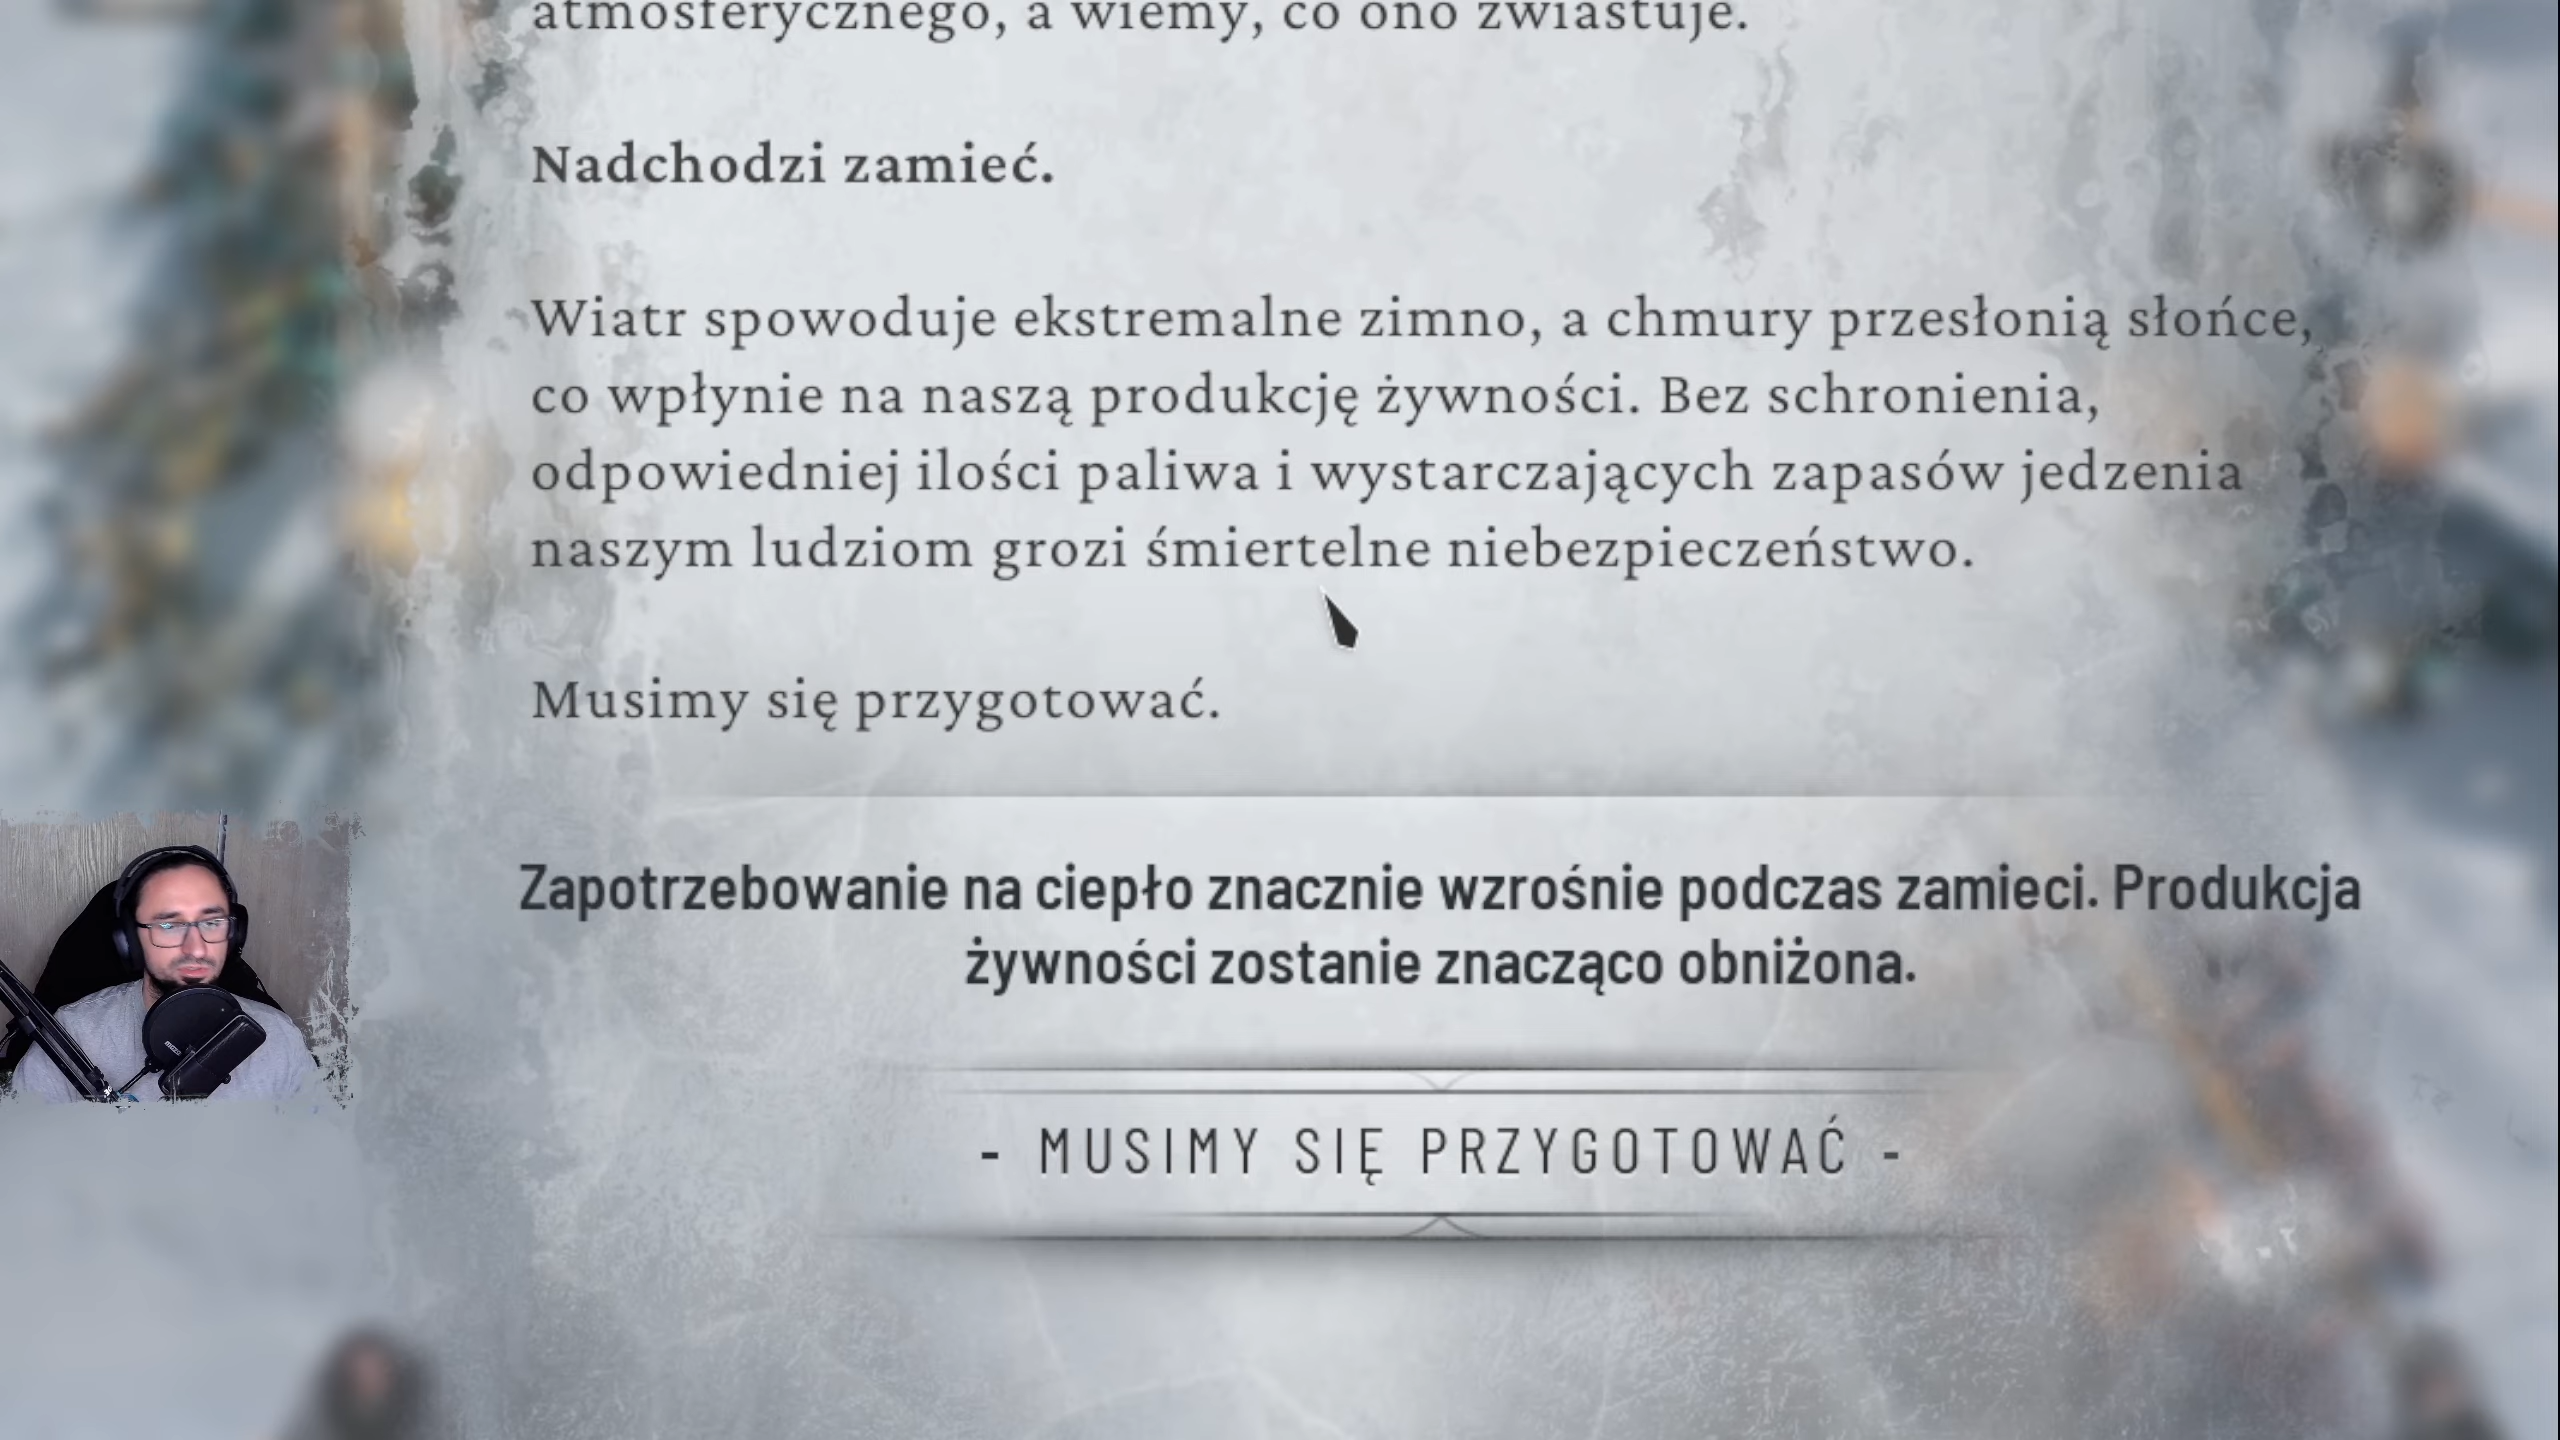 atmosferycznego, a wiemy, co ono zwiastuje.
Nadchodzi zamieć.
Wiatr spowoduje ekstremalne zimno, a chmury przesłonią słońce,
co wpłynie na naszą produkcję żywności. Bez schronienia,
odpowiedniej ilości paliwa i wystarczających zapasów jedzenia
naszym ludziom grozi śmiertelne niebezpieczeństwo.
Musimy się przygotować.
Zapotrzebowanie na ciepło znacznie wzrośnie podczas zamieci. Produkcja
żywności zostanie znacząco obniżona.
- MUSIMY SIĘ PRZYGOTOWAĆ -